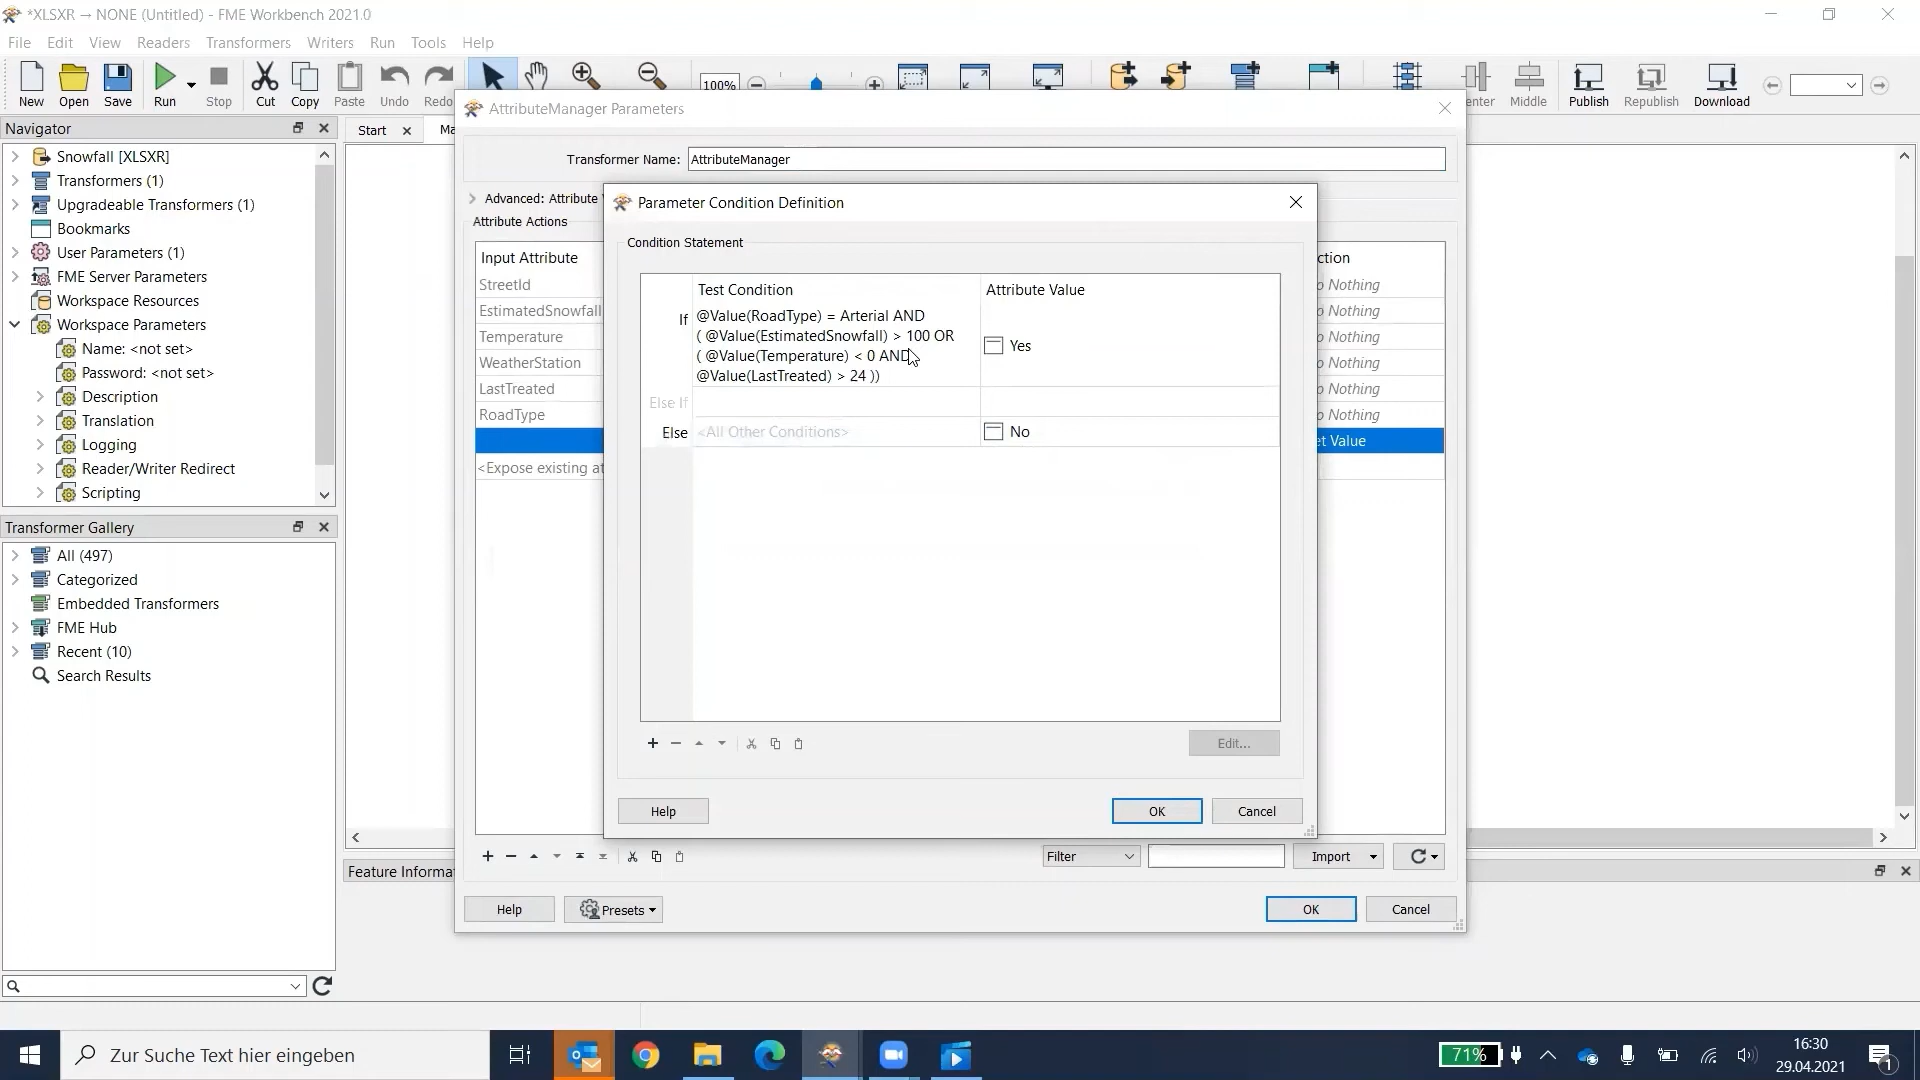 *XLSXR → NONE (Untitled) - FME Workbench 2021.0
File Edit View Readers Transformers Writers Run Tools Help
New Open Save Run Stop Cut Copy Paste Undo Redo 100% Middle Publish Republish Download
Navigator
Snowfall [XLSXR]
Transformers (1)
Upgradeable Transformers (1)
Bookmarks
User Parameters (1)
FME Server Parameters
Workspace Resources
Workspace Parameters
Name: <not set>
Password: <not set>
Description
Translation
Logging
Reader/Writer Redirect
Scripting
Transformer Gallery
All (497)
Categorized
Embedded Transformers
FME Hub
Recent (10)
Search Results
Start
AttributeManager Parameters
Transformer Name: AttributeManager
Advanced: Attribute
Attribute Actions
Input Attribute
StreetId
EstimatedSnowfall
Temperature
WeatherStation
LastTreated
RoadType
<Expose existing
Nothing
Nothing
Nothing
Nothing
Nothing
Nothing
Value
Parameter Condition Definition
Condition Statement
Test Condition Attribute Value
If @Value(RoadType) = Arterial AND
( @Value(EstimatedSnowfall) > 100 OR
( @Value(Temperature) < 0 AND
@Value(LastTreated) > 24 ))
Yes
Else If
Else <All Other Conditions> No
Edit...
Help OK Cancel
Filter Import
Help Presets OK Cancel
Feature
Zur Suche Text hier eingeben
71%
16:30
29.04.2021
1